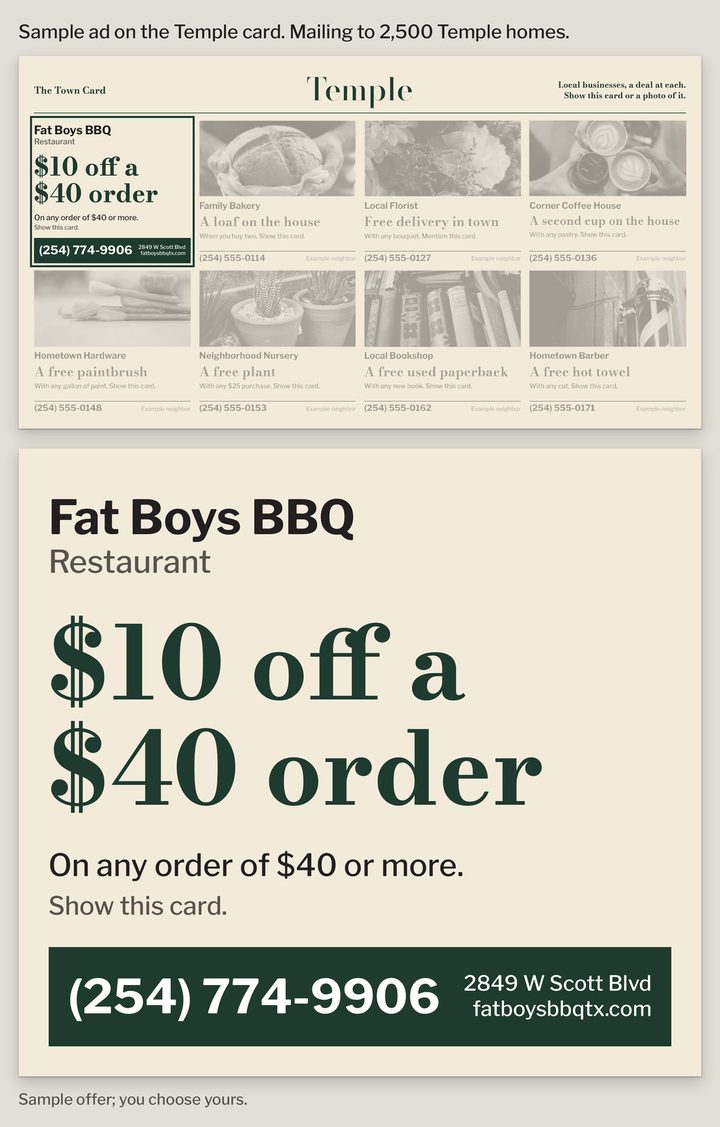 Sample ad on the Temple card. Mailing to 2,500 Temple homes.
The Town Card
Temple
Local businesses, a deal at each.
Show this card or a photo of it.
Fat Boys BBQ
Restaurant
$10 off a
$40 order
On any order of $40 or more.
Show this card.
(254) 774-9906
2849 W Scott Blvd
fatboysbbqtx.com
Family Bakery
A loaf on the house
When you buy two. Show this card.
(254) 555-0114
Example neighbor
Local Florist
Free delivery in town
With any bouquet. Mention this card.
(254) 555-0127
Example neighbor
Corner Coffee House
A second cup on the house
With any pastry. Show this card.
(254) 555-0136
Example neighbor
Hometown Hardware
A free paintbrush
With any gallon of paint. Show this card.
(254) 555-0148
Example neighbor
Neighborhood Nursery
A free plant
With any $25 purchase. Show this card.
(254) 555-0153
Example neighbor
Local Bookshop
A free used paperback
With any new book. Show this card.
(254) 555-0162
Example neighbor
Hometown Barber
A free hot towel
With any cut. Show this card.
(254) 555-0171
Example neighbor
Fat Boys BBQ
Restaurant
$10 off a
$40 order
On any order of $40 or more.
Show this card.
(254) 774-9906
2849 W Scott Blvd
fatboysbbqtx.com
Sample offer; you choose yours.